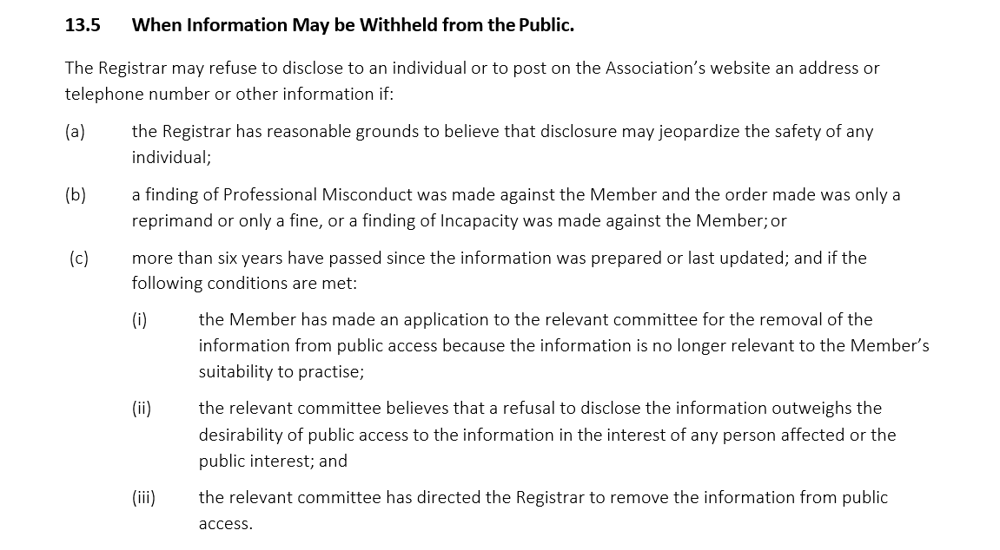 13.5 When Information May be Withheld from the Public.
The Registrar may refuse to disclose to an individual or to post on the Association’s website an address or
telephone number or other information if:
(a) the Registrar has reasonable grounds to believe that disclosure may jeopardize the safety of any
individual;
(b) a finding of Professional Misconduct was made against the Member and the order made was only a
reprimand or only a fine, or a finding of Incapacity was made against the Member; or
(c) more than six years have passed since the information was prepared or last updated; and if the
following conditions are met:
(i) the Member has made an application to the relevant committee for the removal of the
information from public access because the information is no longer relevant to the Member’s
suitability to practise;
(ii) the relevant committee believes that a refusal to disclose the information outweighs the
desirability of public access to the information in the interest of any person affected or the
public interest; and
(iii) the relevant committee has directed the Registrar to remove the information from public
access.